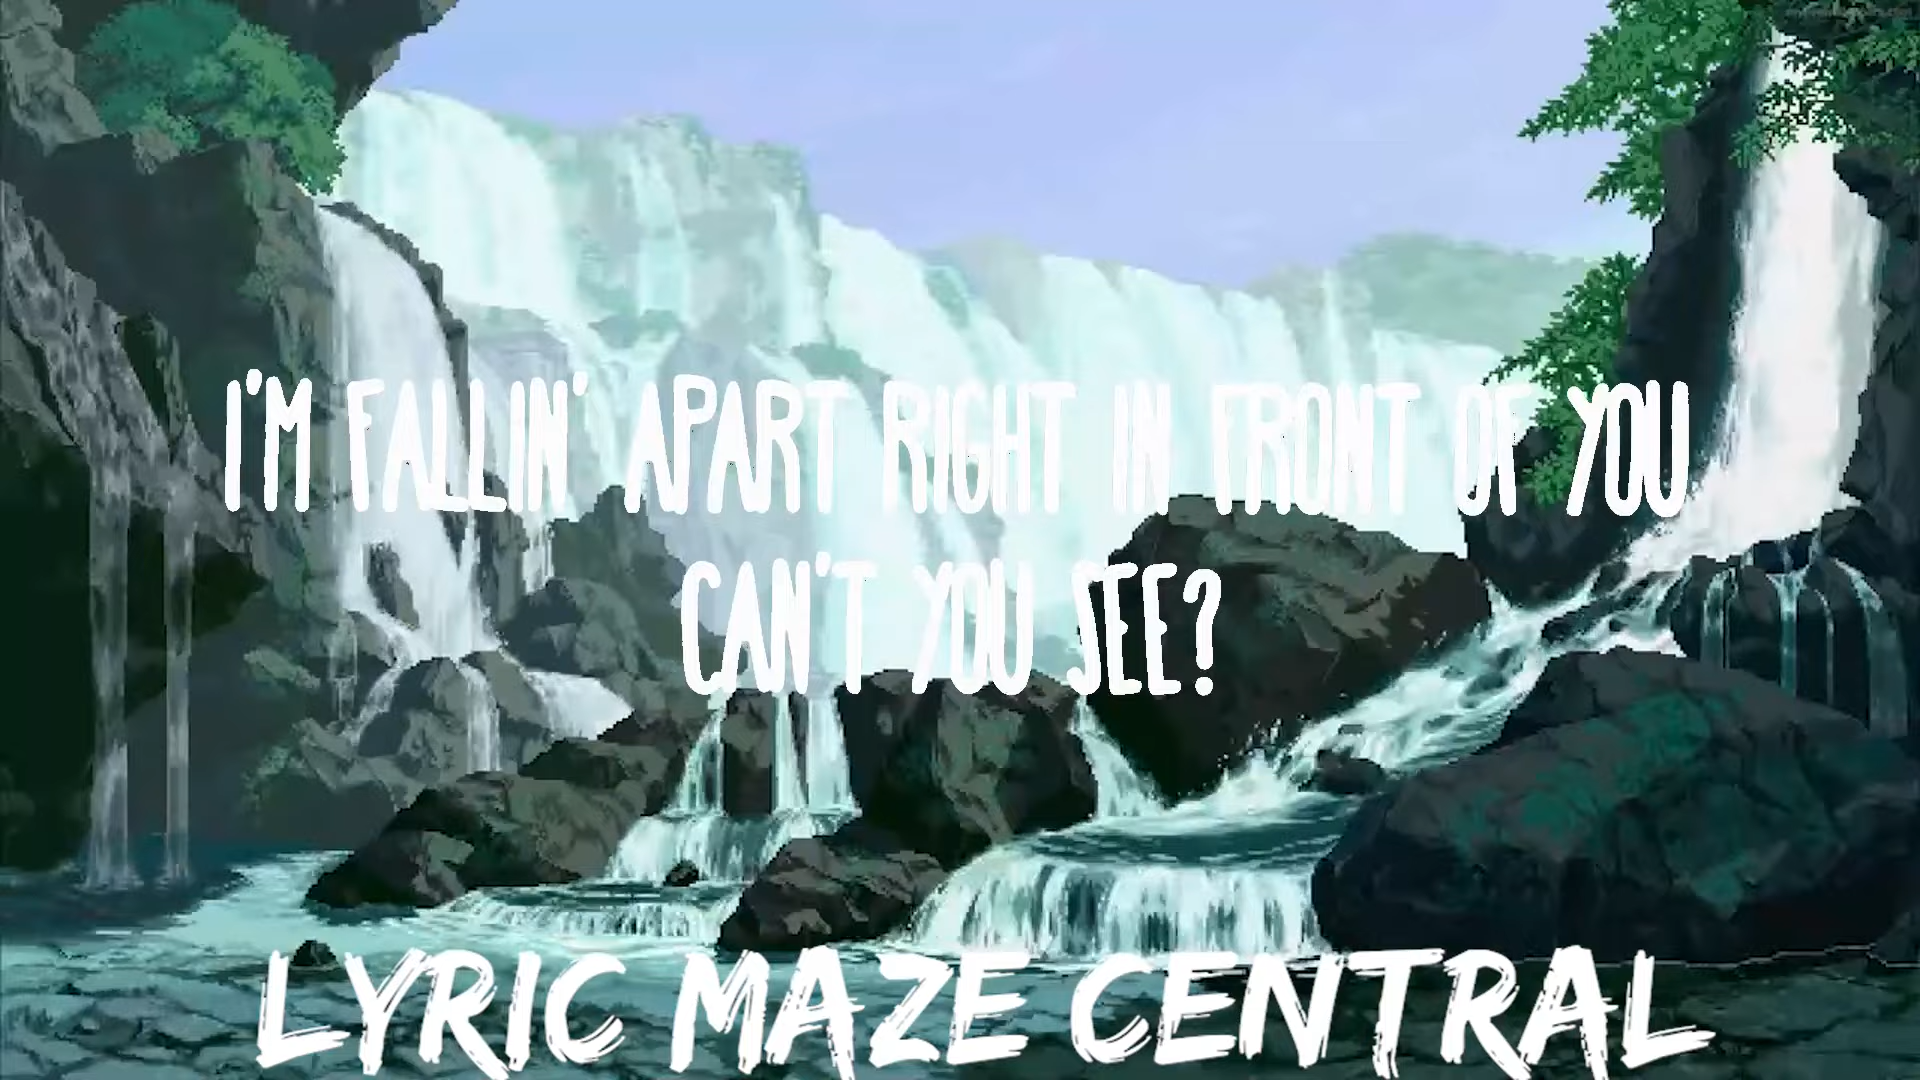 I'M FALLIN' APART RIGHT IN FRONT OF YOU
CAN'T YOU SEE?
LYRIC MAZE CENTRAL